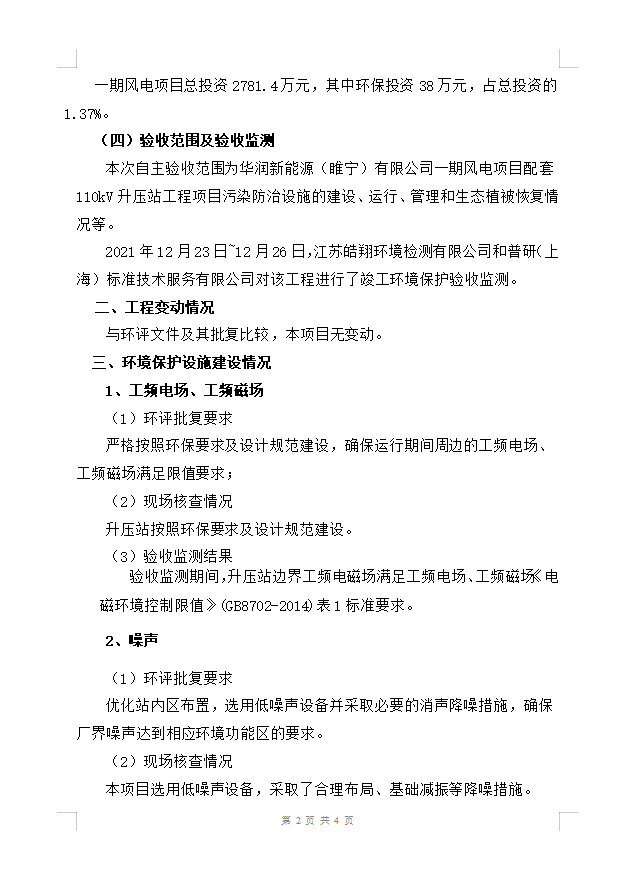 一期风电项目总投资 2781.4 万元，其中环保投资 38 万元，占总投资的
1.37%。
（四）验收范围及验收监测
本次自主验收范围为华润新能源（睢宁）有限公司一期风电项目配套
110kV 升压站工程项目污染防治设施的建设、运行、管理和生态植被恢复情
况等。
2021 年 12 月 23 日~12 月 26 日，江苏皓翔环境检测有限公司和普研（上
海）标准技术服务有限公司对该工程进行了竣工环境保护验收监测。
二、工程变动情况
与环评文件及其批复比较，本项目无变动。
三、环境保护设施建设情况
1、工频电场、工频磁场
（1）环评批复要求
严格按照环保要求及设计规范建设，确保运行期间周边的工频电场、
工频磁场满足限值要求；
（2）现场核查情况
升压站按照环保要求及设计规范建设。
（3）验收监测结果
验收监测期间，升压站边界工频电磁场满足工频电场、工频磁场《电
磁环境控制限值》(GB8702-2014)表 1 标准要求。
2、噪声
（1）环评批复要求
优化站内区布置，选用低噪声设备并采取必要的消声降噪措施，确保
厂界噪声达到相应环境功能区的要求。
（2）现场核查情况
本项目选用低噪声设备，采取了合理布局、基础减振等降噪措施。
第 2 页 共 4 页